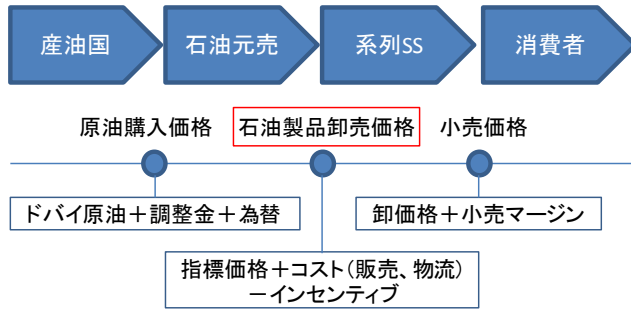 産油国
石油元売
系列SS
消費者
原油購入価格
石油製品卸売価格
小売価格
ドバイ原油＋調整金＋為替
卸価格＋小売マージン
指標価格＋コスト（販売、物流）
－インセンティブ